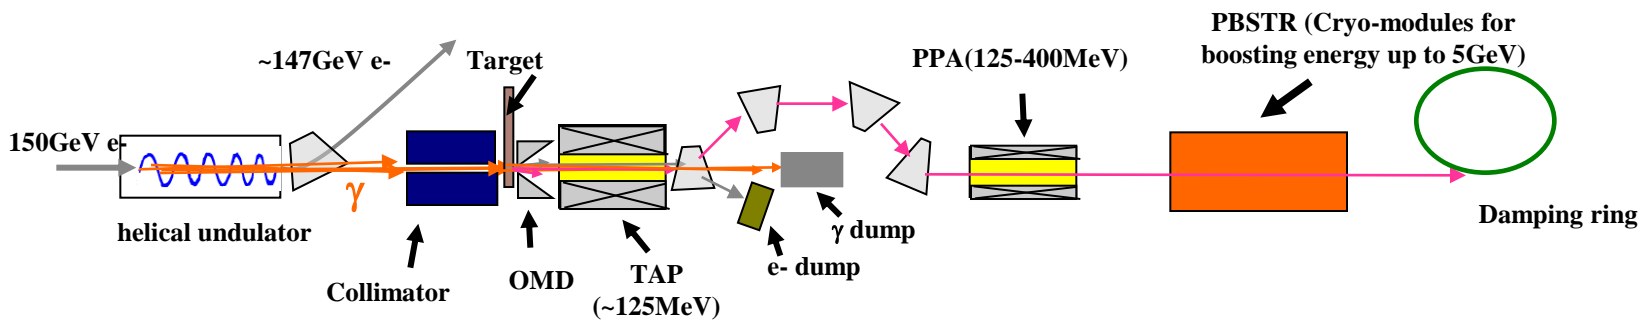 PBSTR (Cryo-modules for
boosting energy up to 5GeV)
~147GeV e-
Target
PPA(125-400MeV)
150GeV e-
γ
helical undulator
Collimator
OMD
TAP
(~125MeV)
e- dump
γ dump
Damping ring